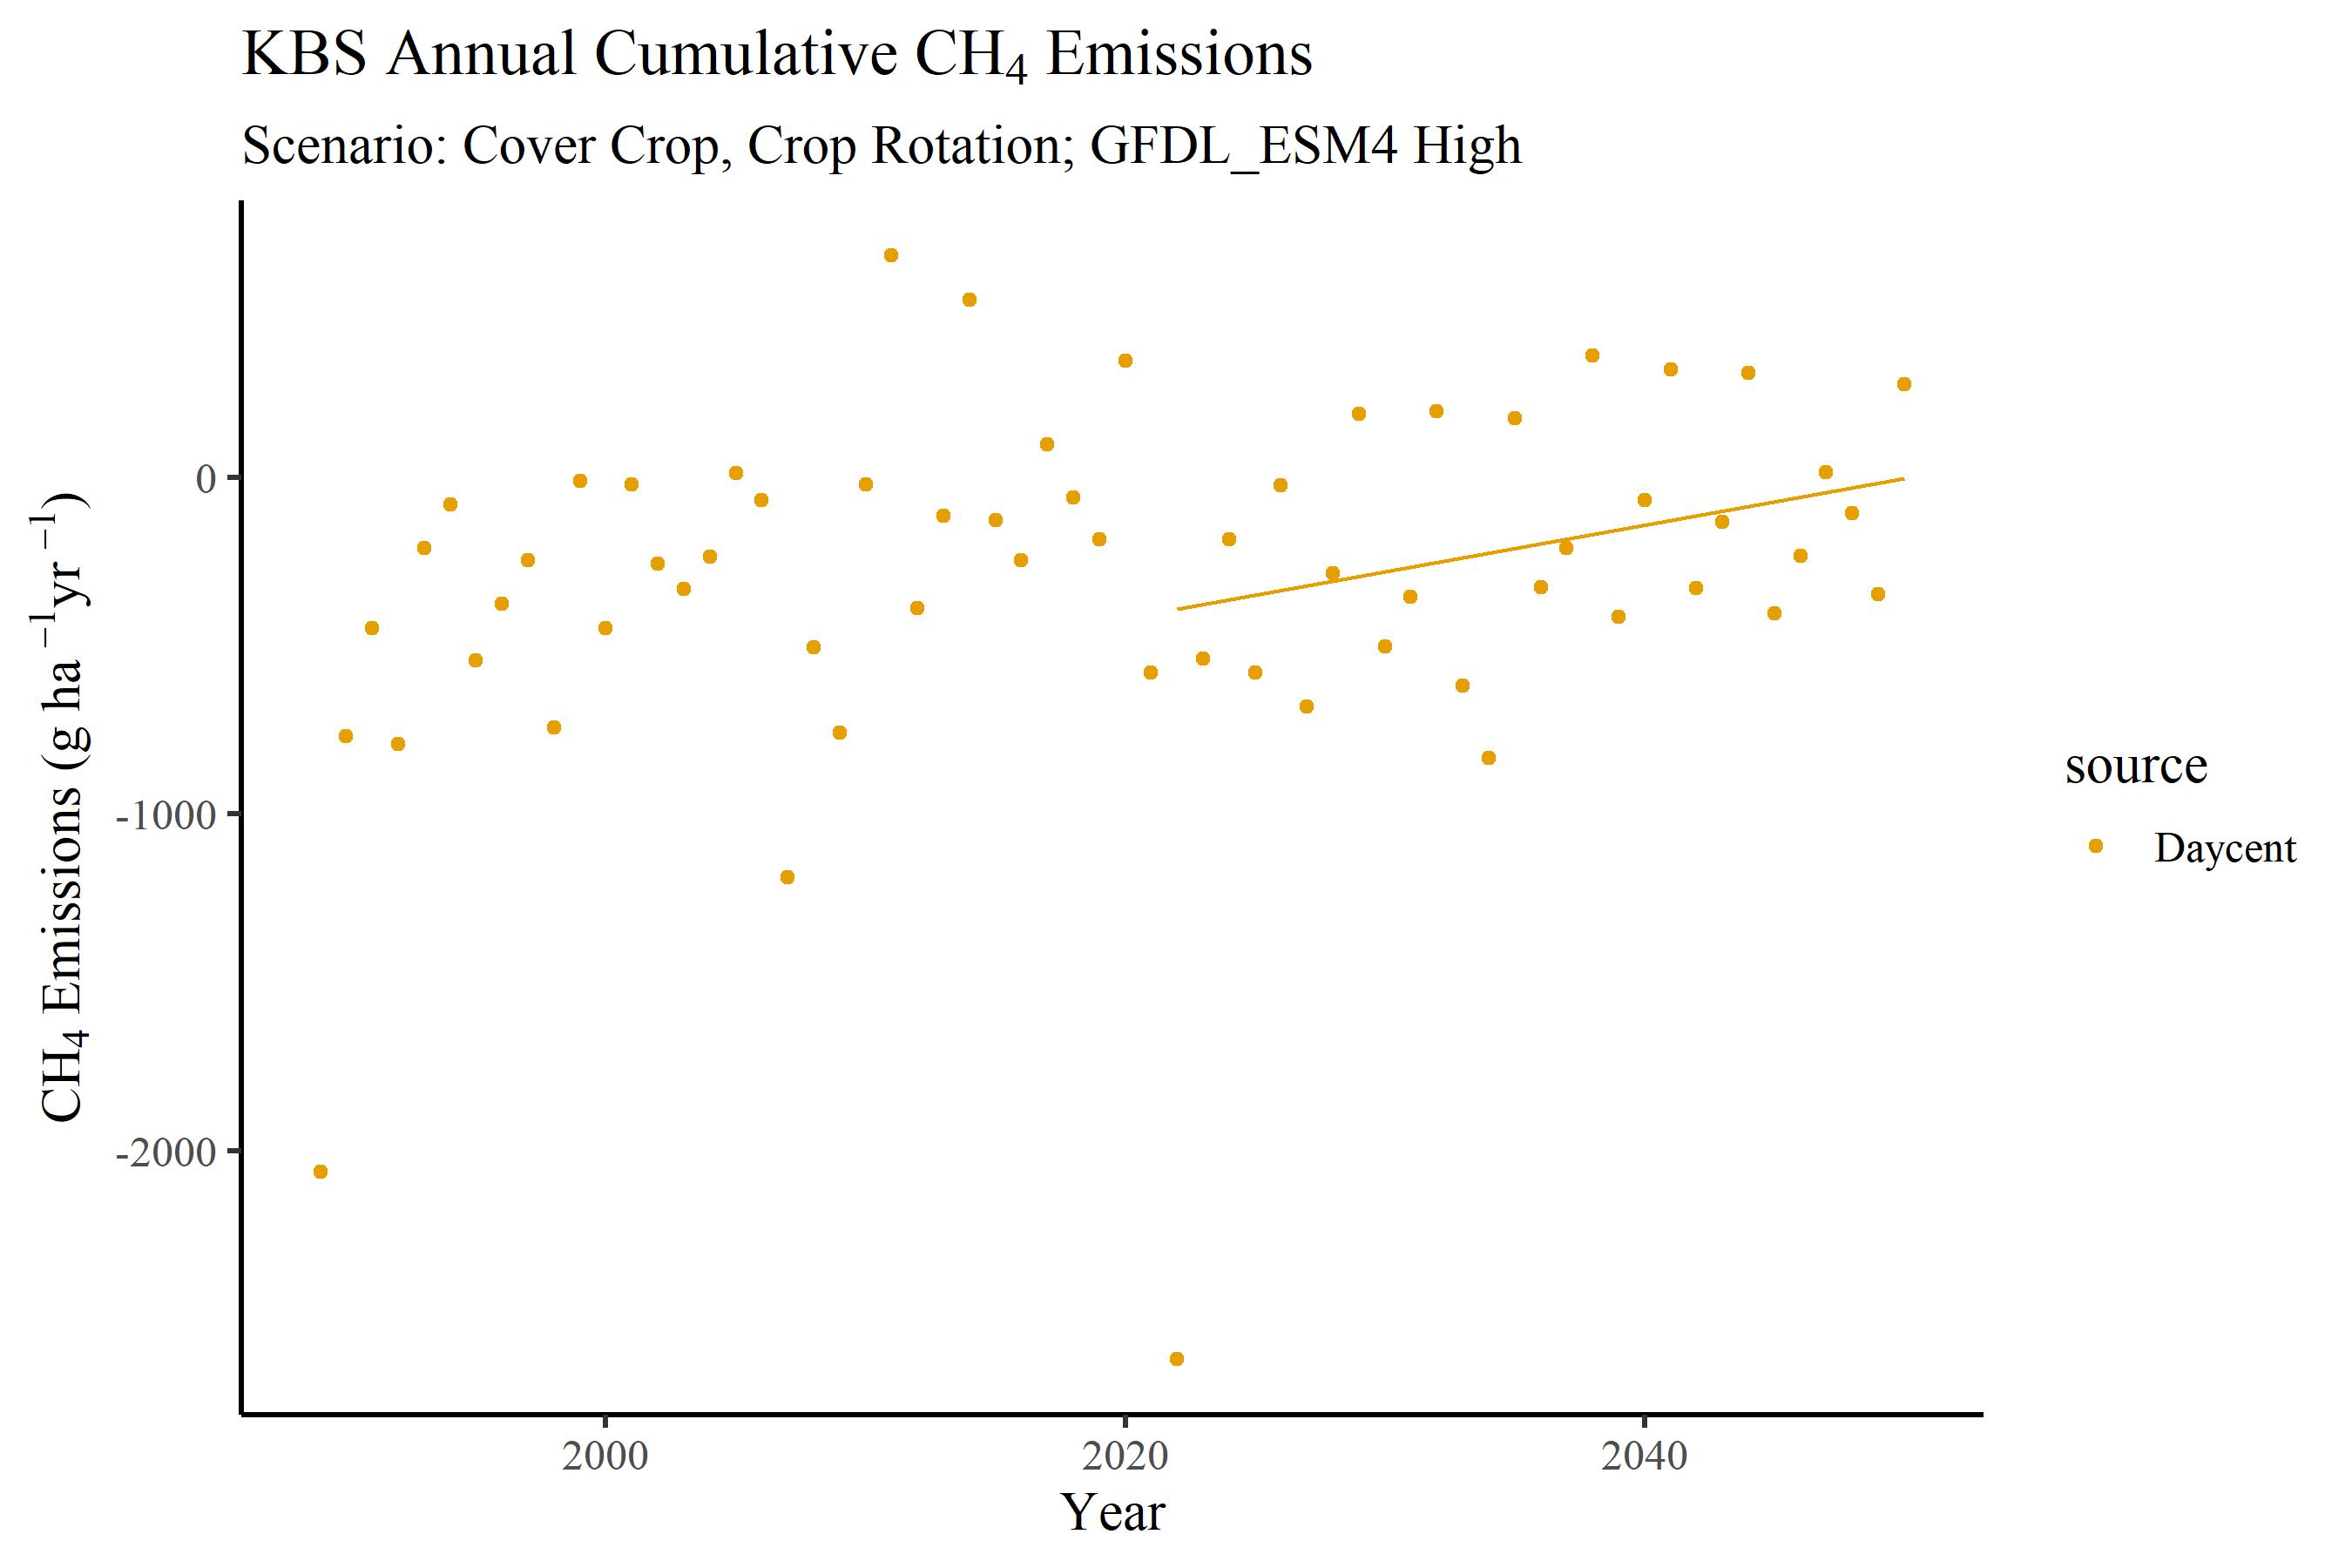 KBS Annual Cumulative CH₄ Emissions
Scenario: Cover Crop, Crop Rotation; GFDL_ESM4 High
CH₄ Emissions (g ha ⁻¹yr ⁻¹)
0
-1000
-2000
2000
2020
2040
Year
source
Daycent